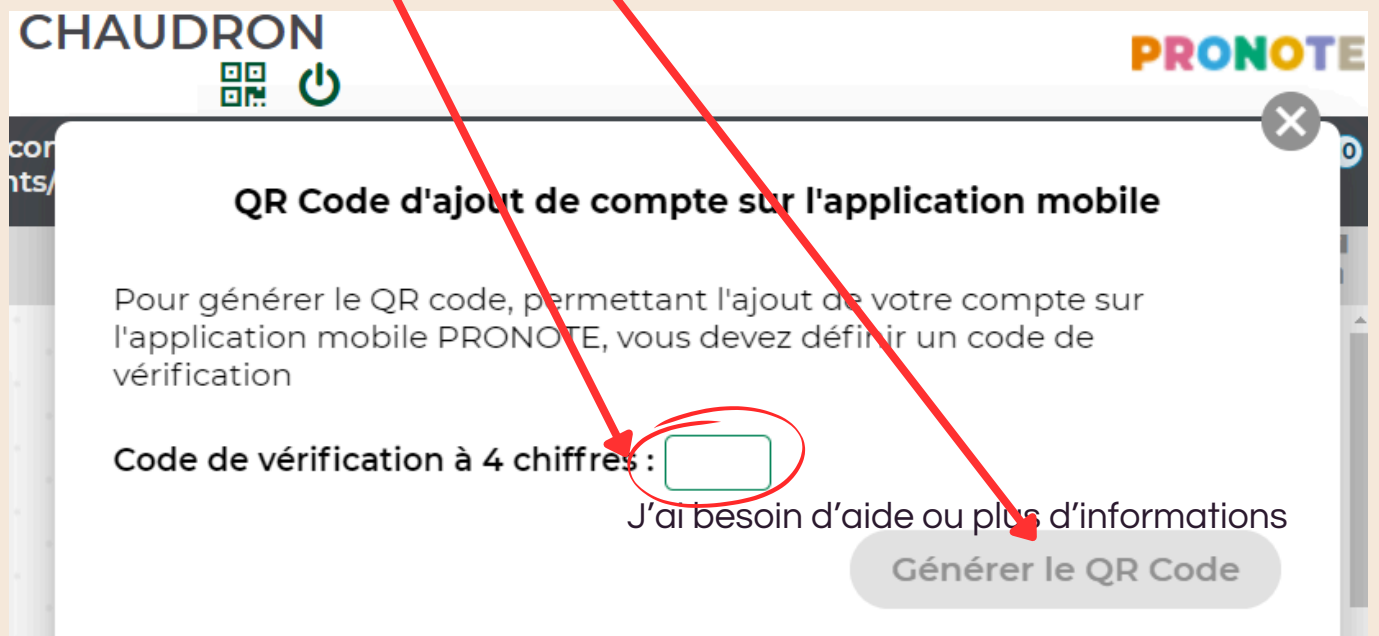 CHAUDRON
PRONOTE
0
QR Code d'ajout de compte sur l'application mobile
Pour générer le QR code, permettant l'ajout de votre compte sur
l'application mobile PRONOTE, vous devez définir un code de
vérification
Code de vérification à 4 chiffres :
J'ai besoin d'aide ou plus d'informations
Générer le QR Code